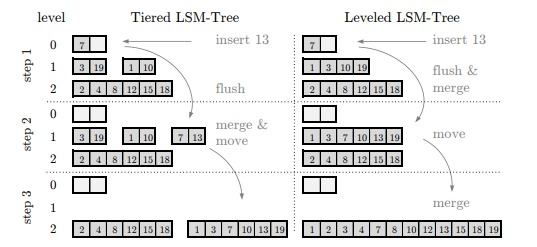 level Tiered LSM-Tree Leveled LSM-Tree
step 1
0 7 insert 13 7 insert 13
1 3 19 1 10 1 3 10 19 flush &
merge
2 2 4 8 12 15 18 flush 2 4 8 12 15 18
step 2
0 merge &
move
1 3 19 1 10 7 13 1 3 7 10 13 19 move
2 2 4 8 12 15 18 2 4 8 12 15 18
step 3
0
1 merge
2 2 4 8 12 15 18 1 3 7 10 13 19 1 2 3 4 7 8 10 12 13 15 18 19